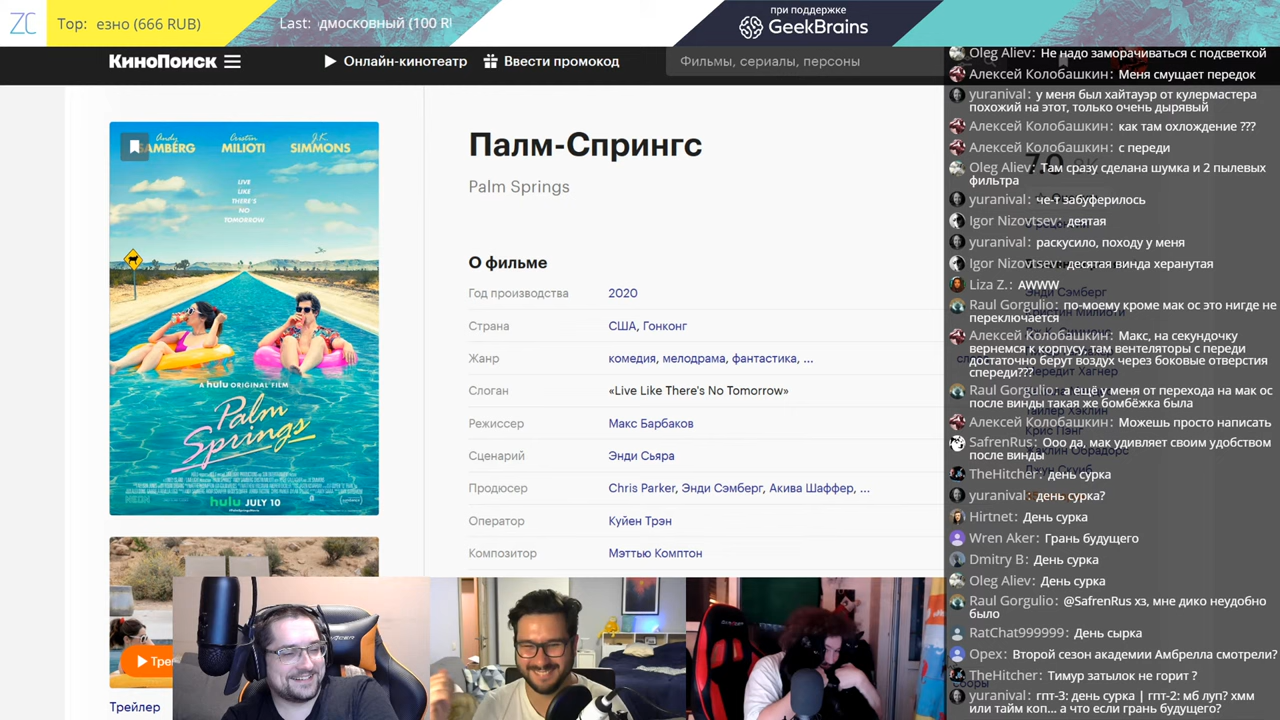 ZC
Top: езно (666 RUB)
Last: дмосковный (100 RU
при поддержке
GeekBrains
КиноПоиск
Онлайн-кинотеатр
Ввести промокод
Фильмы, сериалы, персоны
Andy
SAMBERG
Cristin
MILIOTI
J.K.
SIMMONS
LIVE
LIKE
THERE'S
NO
TOMORROW
A hulu ORIGINAL FILM
Palm
Springs
hulu JULY 10
Трейлер
Палм-Спрингс
Palm Springs
О фильме
Год производства 2020
Страна США, Гонконг
Жанр комедия, мелодрама, фантастика, ...
Слоган «Live Like There's No Tomorrow»
Режиссер Макс Барбаков
Сценарий Энди Сьяра
Продюсер Chris Parker, Энди Сэмберг, Акива Шаффер, ...
Оператор Куйен Трэн
Композитор Мэттью Комптон
Oleg Aliev: Не надо заморачиваться с подсветкой
Алексей Колобашкин: Меня смущает передок
yuranival: у меня был хайтауэр от кулермастера
похожий на этот, только очень дырявый
Алексей Колобашкин: как там охлождение ???
Алексей Колобашкин: с переди
Oleg Aliev: Там сразу сделана шумка и 2 пылевых
фильтра
yuranival: че-т забуферилось
Igor Nizovtsev: деятая
yuranival: раскусило, походу у меня
Igor Nizovtsev: десятая винда херанутая
Liza Z.: AWWW
Raul Gorgulio: по-моему кроме мак ос это нигде не
переключается
Алексей Колобашкин: Макс, на секундочку
вернемся к корпусу, там вентеляторы с переди
достаточно берут воздух через боковые отверстия
спереди???
Raul Gorgulio: а ещё у меня от перехода на мак ос
после винды такая же бомбёжка была
Алексей Колобашкин: Можешь просто написать
SafrenRus: Ооо да, мак удивляет своим удобством
после винды
TheHitcher: день сурка
yuranival: день сурка?
Hirtnet: День сурка
Wren Aker: Грань будущего
Dmitry B: День сурка
Oleg Aliev: День сурка
Raul Gorgulio: @SafrenRus хз, мне дико неудобно
было
RatChat999999: День сырка
Opex: Второй сезон академии Амбрелла смотрели?
TheHitcher: Тимур затылок не горит ?
yuranival: гпт-3: день сурка | гпт-2: мб луп? хмм
или тайм коп... а что если грань будущего?